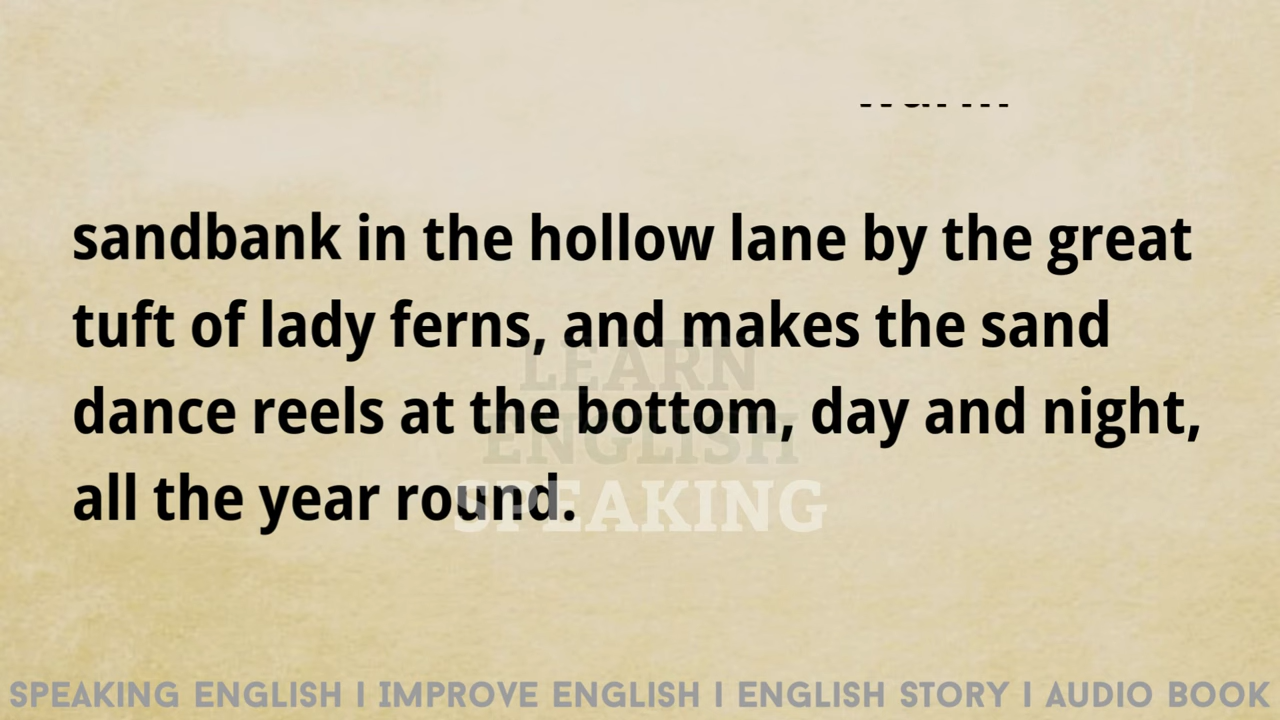 sandbank in the hollow lane by the great
tuft of lady ferns, and makes the sand
dance reels at the bottom, day and night,
all the year round.
LEARN
ENGLISH
SPEAKING
SPEAKING ENGLISH I IMPROVE ENGLISH I ENGLISH STORY I AUDIO BOOK